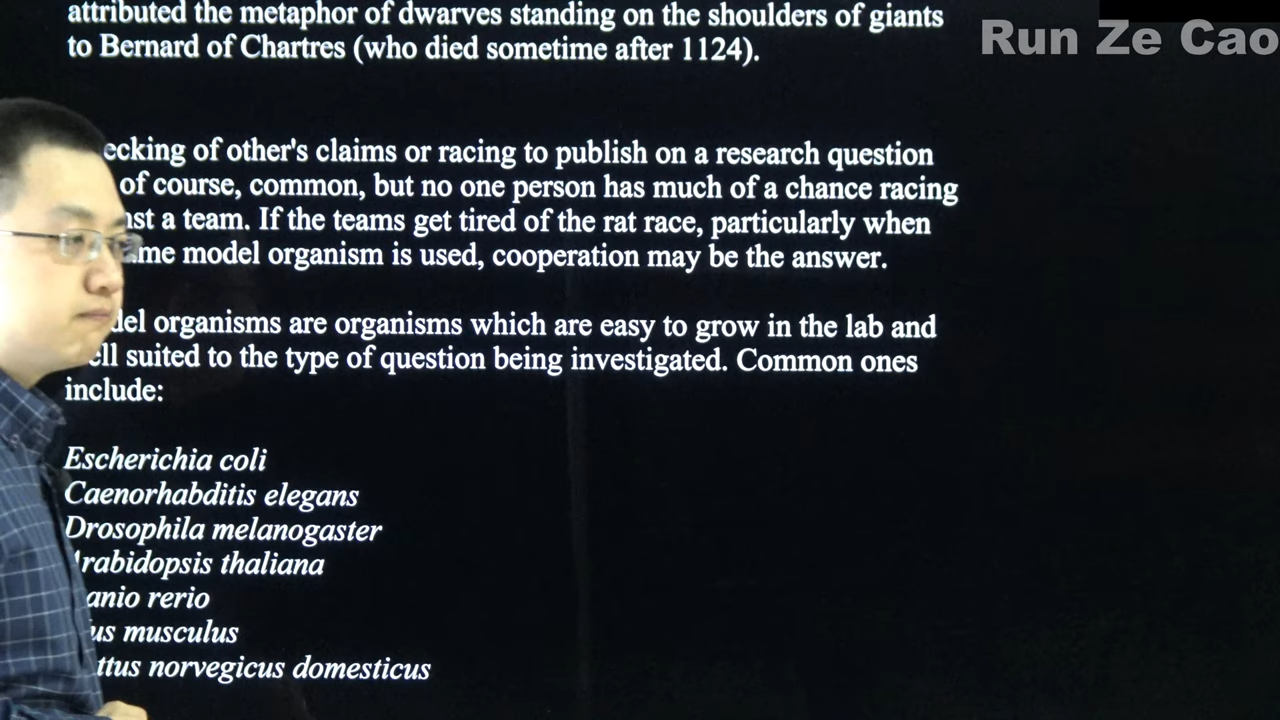 attributed the metaphor of dwarves standing on the shoulders of giants
Run Ze Cao
to Bernard of Chartres (who died sometime after 1124).
ecking of other's claims or racing to publish on a research question
of course, common, but no one person has much of a chance racing
nst a team. If the teams get tired of the rat race, particularly when
me model organism is used, cooperation may be the answer.
del organisms are organisms which are easy to grow in the lab and
ell suited to the type of question being investigated. Common ones
include:
Escherichia coli
Caenorhabditis elegans
Drosophila melanogaster
Arabidopsis thaliana
anio rerio
us musculus
ttus norvegicus domesticus